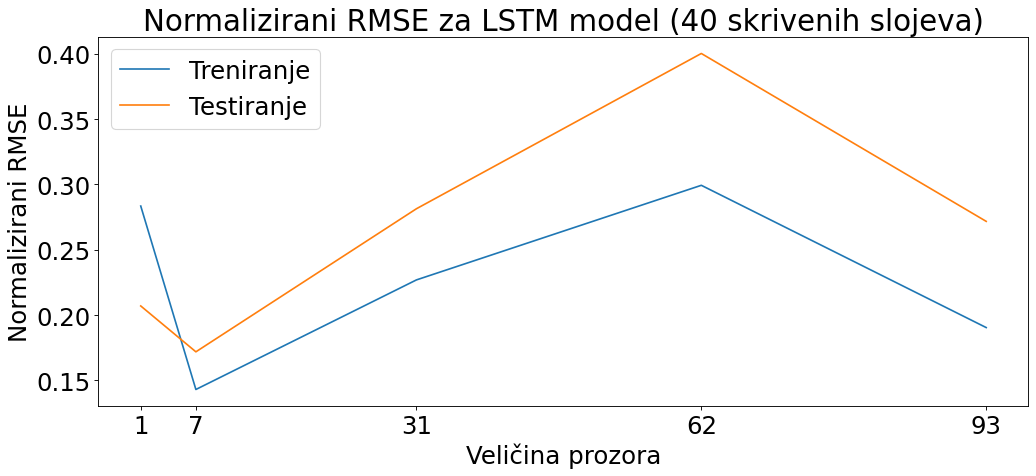 Normalizirani RMSE za LSTM model (40 skrivenih slojeva)
Treniranje
Testiranje
Normalizirani RMSE
0.40
0.35
0.30
0.25
0.20
0.15
1 7 31 62 93
Veličina prozora